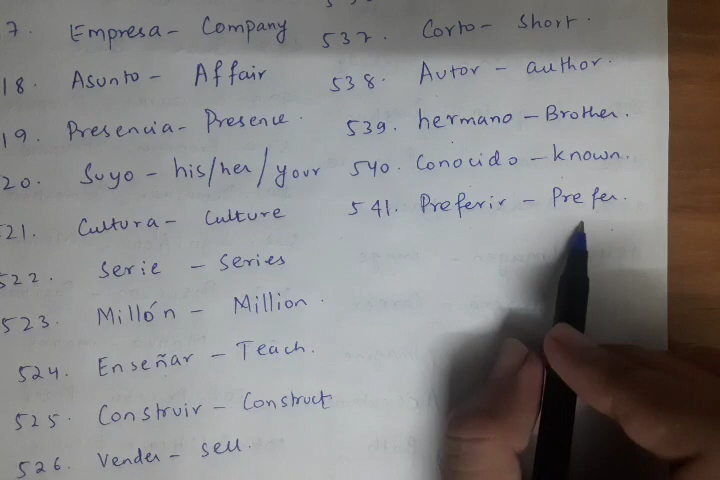 7. Empresa - Company
18. Asunto - Affair
19. Presencia - Presence.
20. Suyo - his/her/your
521. Cultura - Culture
522. Serie - Series
523. Millón - Million.
524. Enseñar - Teach.
525. Construir - Construct
526. Vender - sell.
537. Corto - Short.
538. Autor - author.
539. hermano - Brother.
540. Conocido - known.
541. Preferir - Prefer.